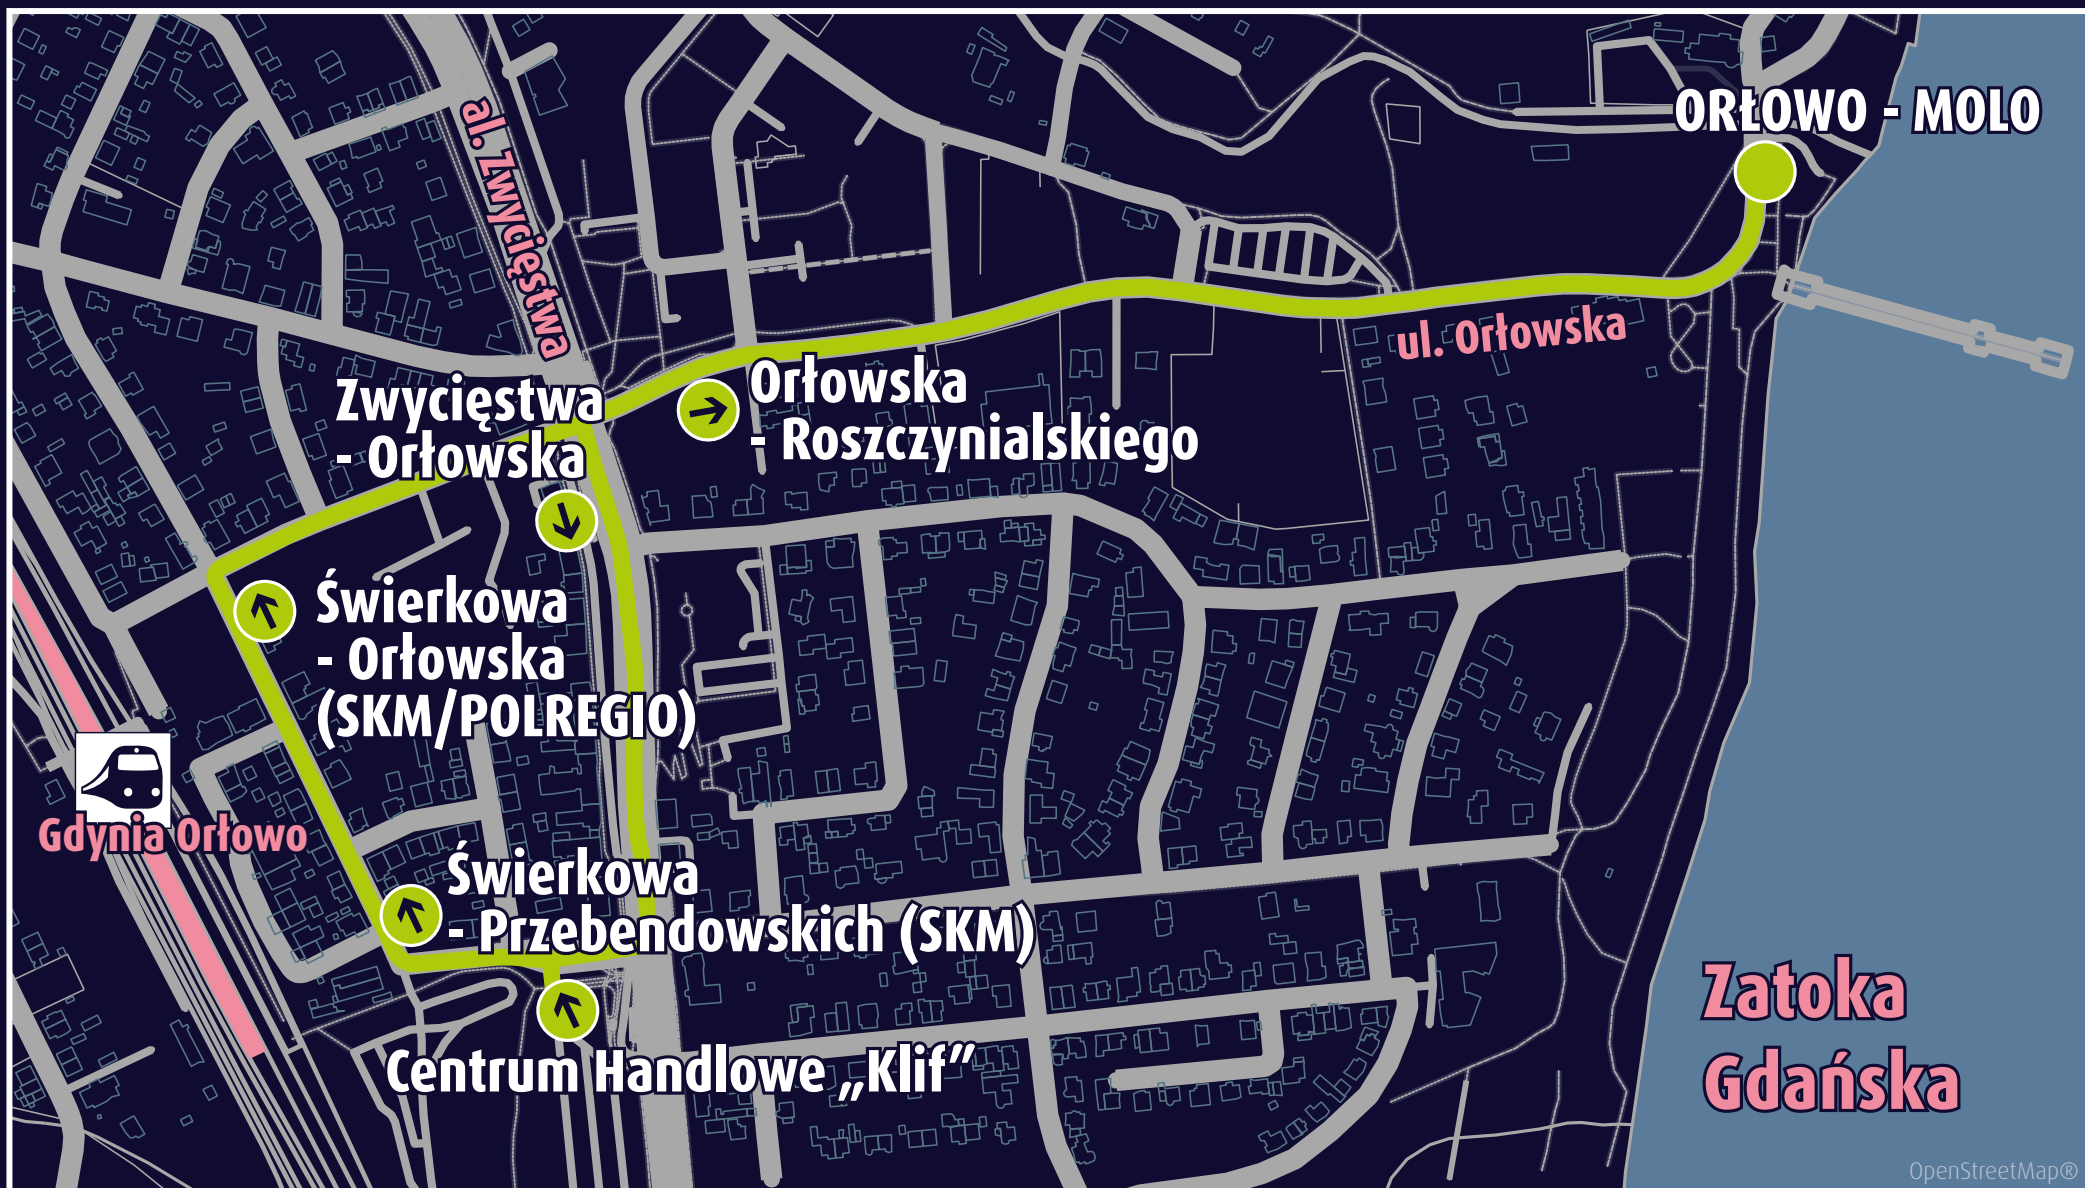 al. Zwycięstwa
ORŁOWO - MOLO
ul. Orłowska
Zwycięstwa
- Orłowska
Orłowska
- Roszczynialskiego
Świerkowa
- Orłowska
(SKM/POLREGIO)
Gdynia Orłowo
Świerkowa
- Przebendowskich (SKM)
Centrum Handlowe „Klif”
Zatoka
Gdańska
OpenStreetMap®